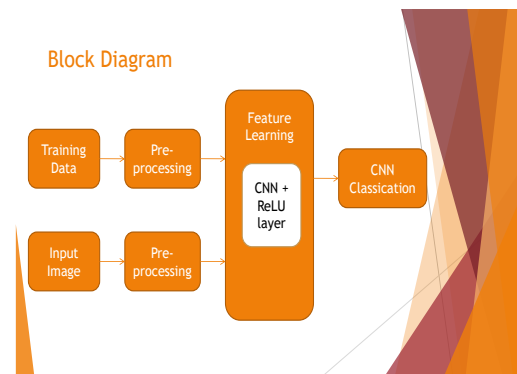 Block Diagram
Training
Data
Pre-
processing
Feature
Learning
CNN +
ReLU
layer
CNN
Classication
Input
Image
Pre-
processing